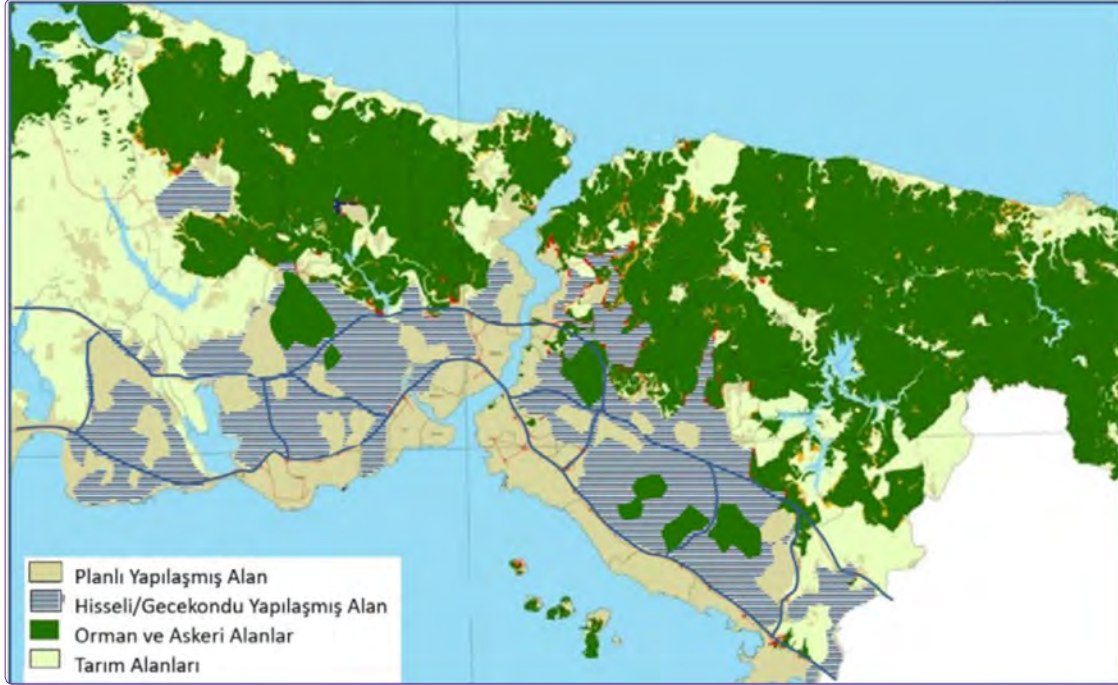 Planlı Yapılaşmış Alan
Hisseli/Gecekondu Yapılaşmış Alan
Orman ve Askeri Alanlar
Tarım Alanları